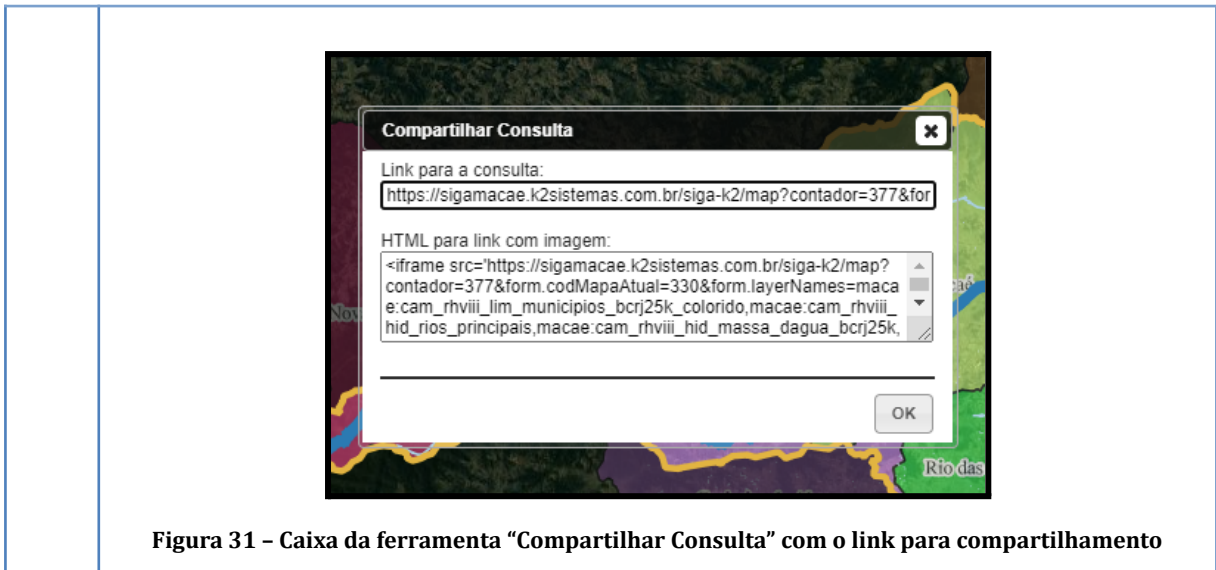 Compartilhar Consulta
Link para a consulta:
https://sigamacae.k2sistemas.com.br/siga-k2/map?contador=377&for
HTML para link com imagem:
<iframe src='https://sigamacae.k2sistemas.com.br/siga-k2/map?
contador=377&form.codMapaAtual=330&form.layerNames=maca
e:cam_rhviii_lim_municipios_bcrj25k_colorido,macae:cam_rhviii_
hid_rios_principais,macae:cam_rhviii_hid_massa_dagua_bcrj25k,
OK
Rio das
Figura 31 – Caixa da ferramenta “Compartilhar Consulta” com o link para compartilhamento